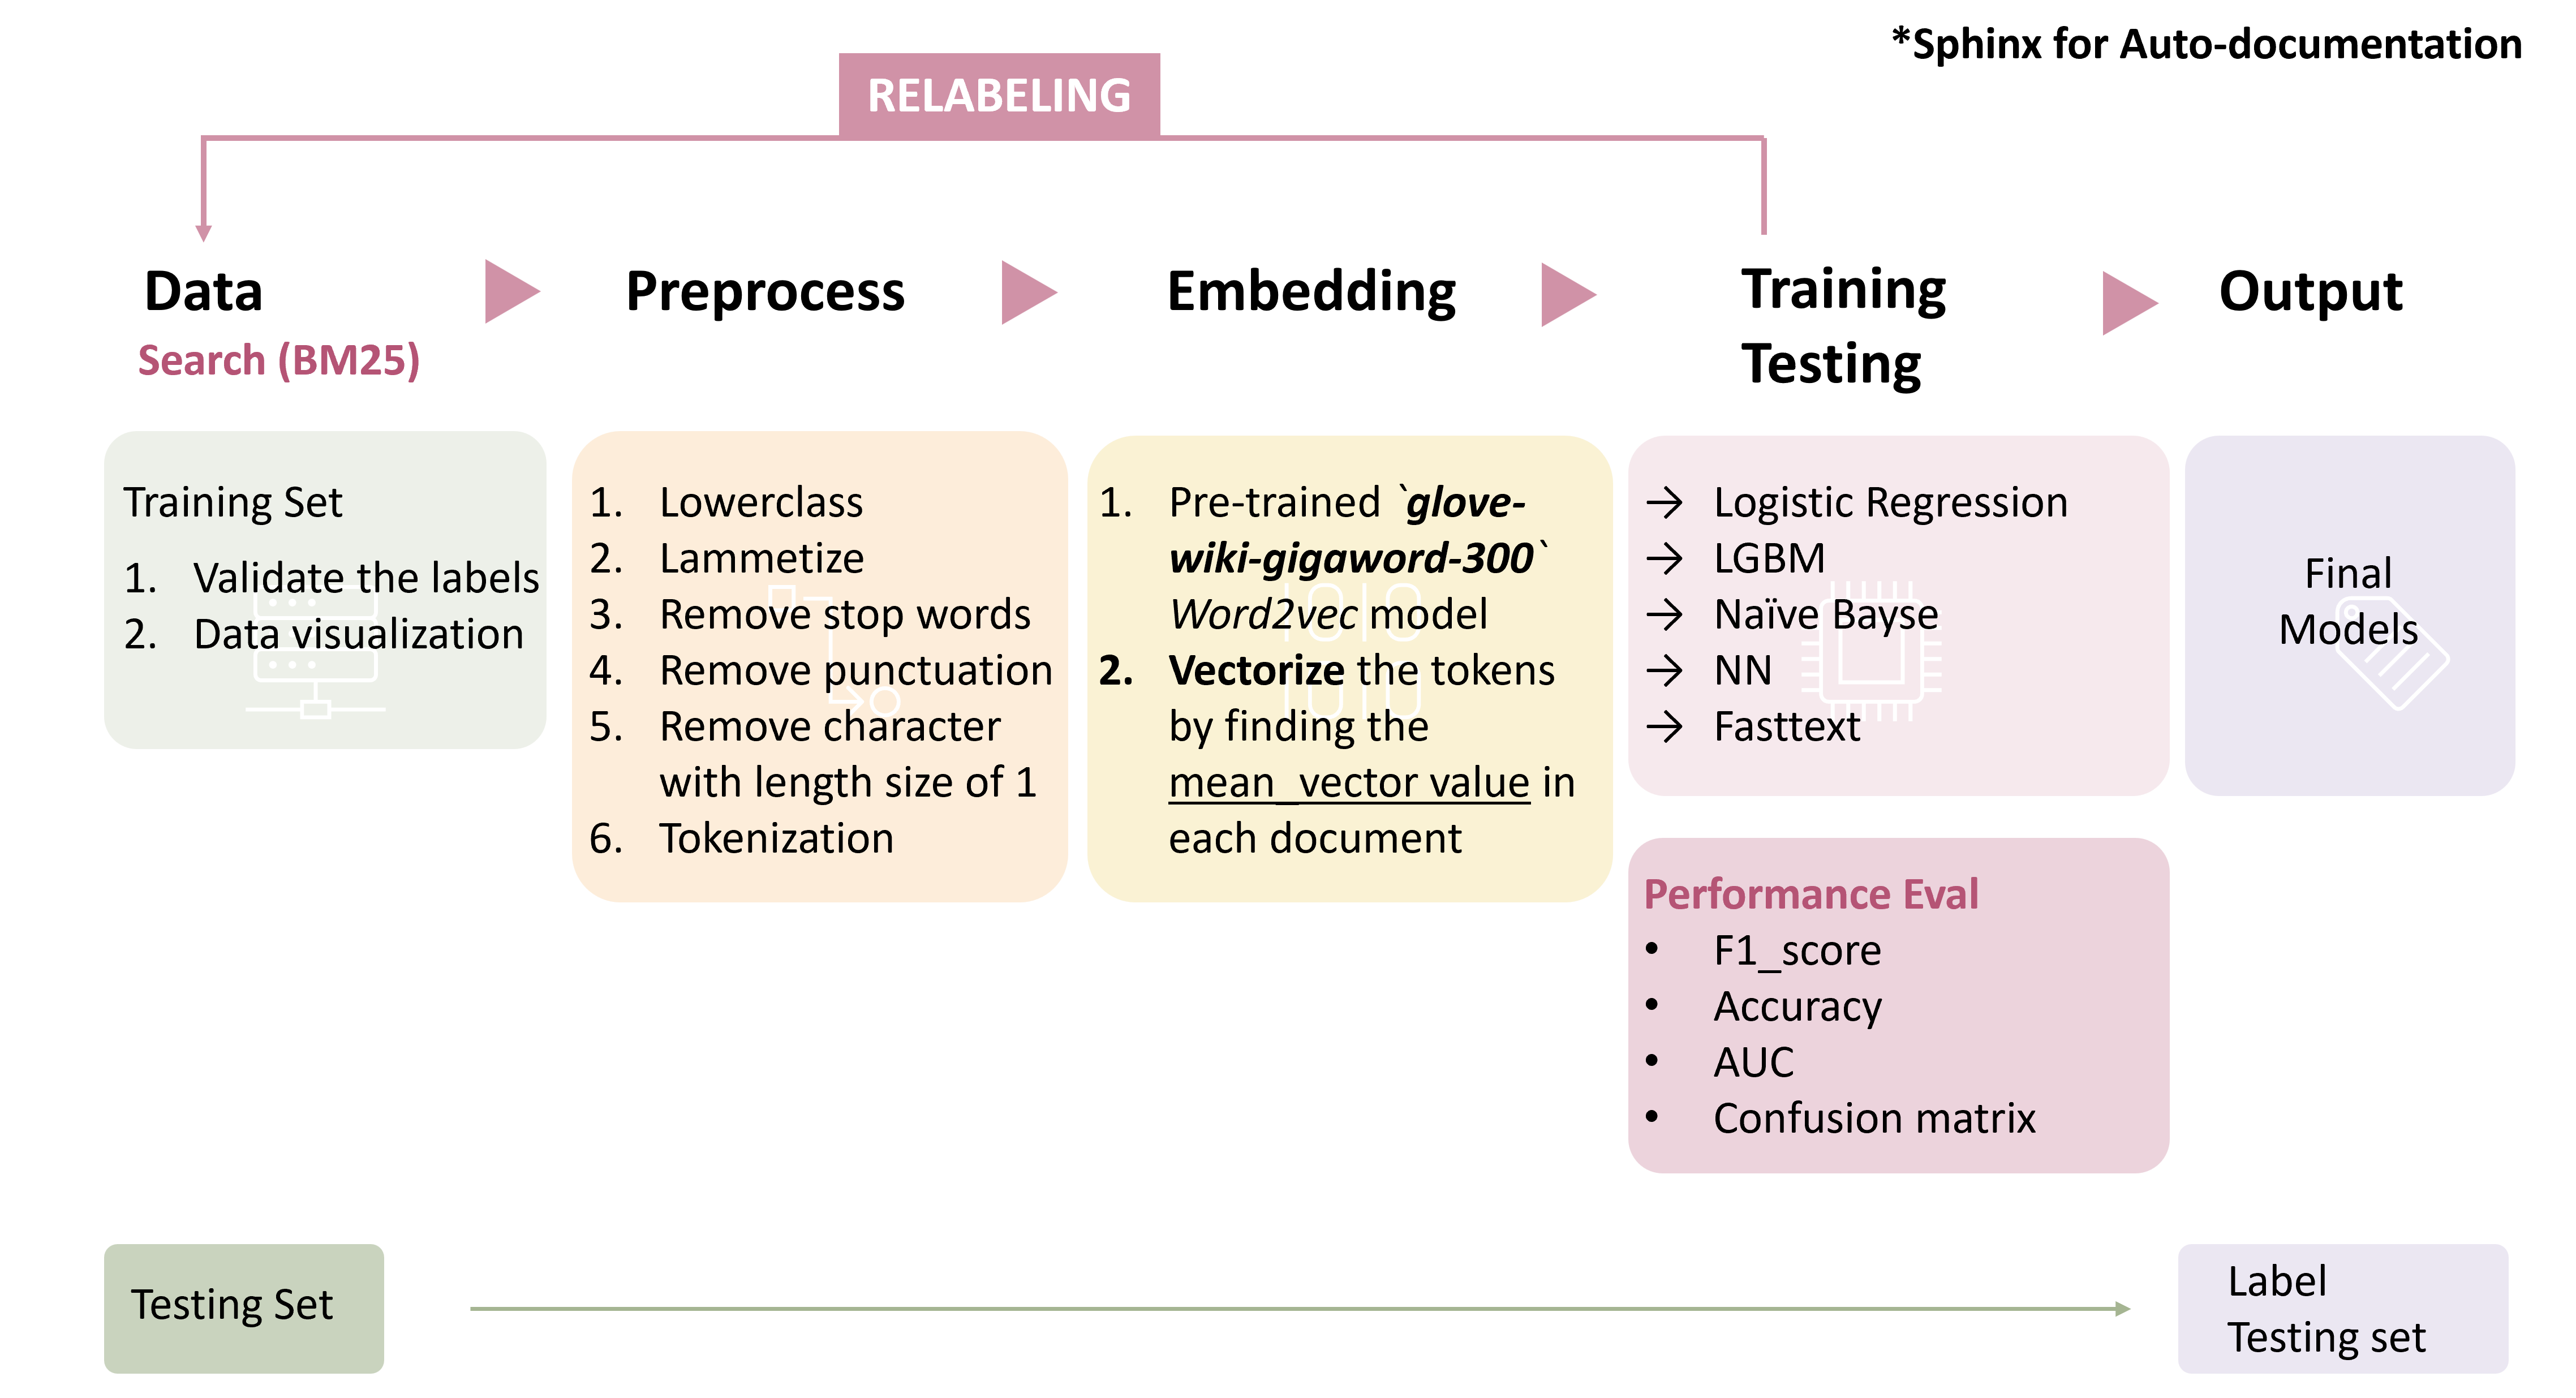 *Sphinx for Auto-documentation
RELABELING
Data
Search (BM25)
Preprocess
Embedding
Training
Testing
Output
Training Set
1. Validate the labels
2. Data visualization
1. Lowerclass
2. Lammetize
3. Remove stop words
4. Remove punctuation
5. Remove character
with length size of 1
6. Tokenization
1. Pre-trained `glove-
wiki-gigaword-300`
Word2vec model
2. Vectorize the tokens
by finding the
mean_vector value in
each document
→ Logistic Regression
→ LGBM
→ Naïve Bayse
→ NN
→ Fasttext
Final
Models
Performance Eval
• F1_score
• Accuracy
• AUC
• Confusion matrix
Testing Set
Label
Testing set